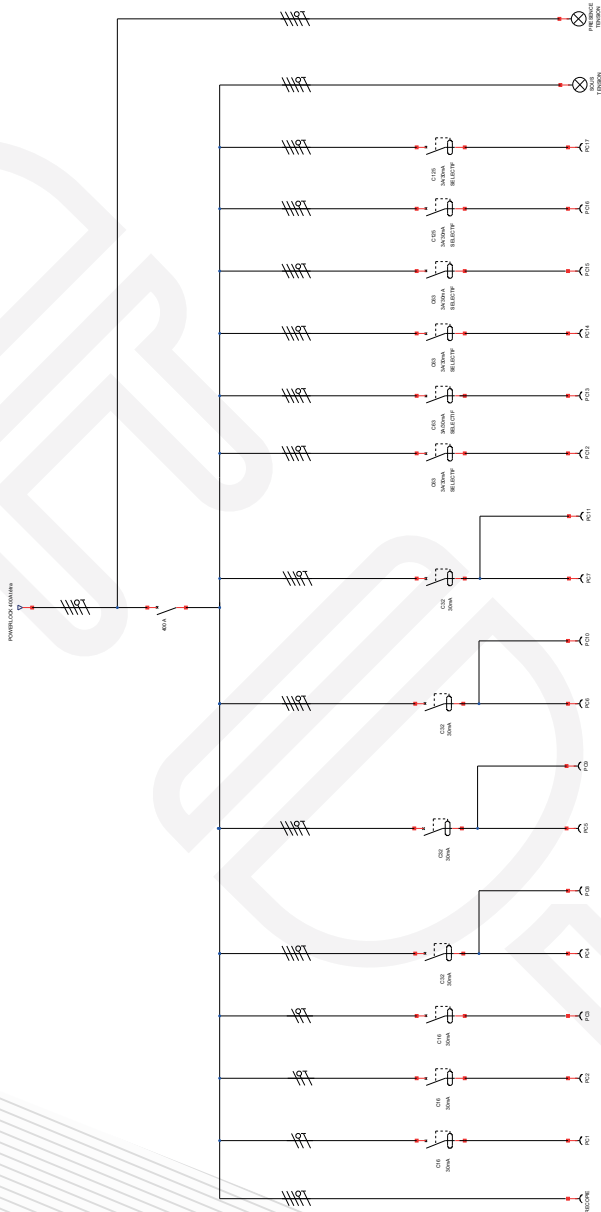 PRESENCE
TENSION
SOUS
TENSION
C125
3A/30mA
SELECTIF
PC17
C125
3A/30mA
SELECTIF
PC16
C63
3A/30mA
SELECTIF
PC15
C63
3A/30mA
SELECTIF
PC14
C63
3A/30mA
SELECTIF
PC13
C63
3A/30mA
SELECTIF
PC12
PC11
C32
30mA
PC7
POWERLOCK 400A
400 A
PC10
C32
30mA
PC6
PC9
C32
30mA
PC5
PC8
C32
30mA
PC4
C16
30mA
PC3
C16
30mA
PC2
C16
30mA
PC1
RECOPIE